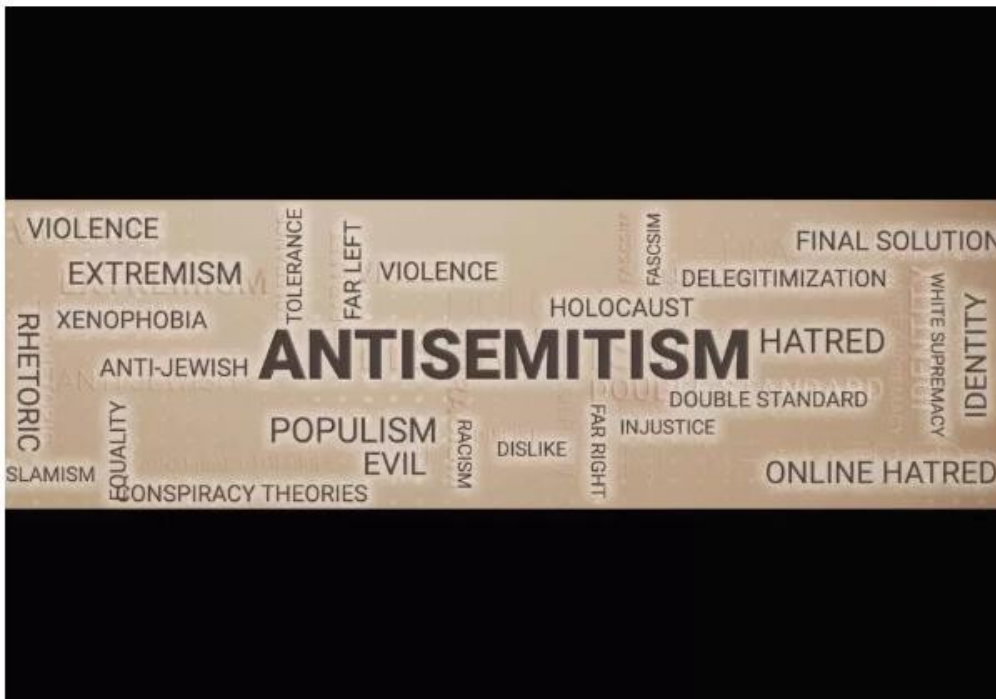 VIOLENCE
EXTREMISM
XENOPHOBIA
RHETORIC
ANTI-JEWISH
SLAMISM
EQUALITY
CONSPIRACY THEORIES
TOLERANCE
FAR LEFT
VIOLENCE
ANTISEMITISM
POPULISM
EVIL
RACISM
DISLIKE
HOLOCAUST
FASCSIM
DELEGITIMIZATION
FINAL SOLUTION
HATRED
DOUBLE STANDARD
INJUSTICE
FAR RIGHT
WHITE SUPREMACY
IDENTITY
ONLINE HATRED